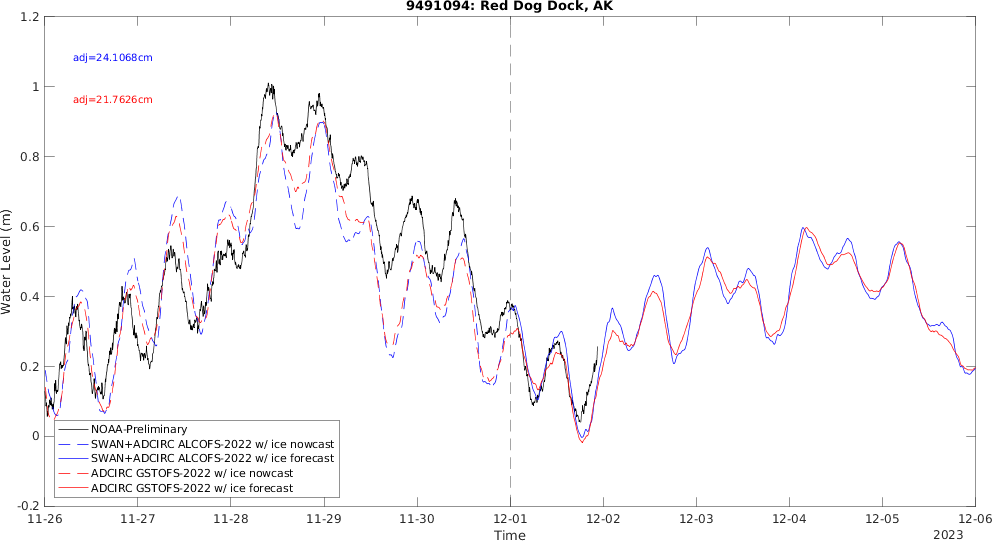 9491094: Red Dog Dock, AK
1.2
adj=24.1068cm
1
adj=21.7626cm
0.8
0.6
Water Level (m)
0.4
0.2
0
-0.2
NOAA-Preliminary
SWAN+ADCIRC ALCOFS-2022 w/ ice nowcast
SWAN+ADCIRC ALCOFS-2022 w/ ice forecast
ADCIRC GSTOFS-2022 w/ ice nowcast
ADCIRC GSTOFS-2022 w/ ice forecast
11-26 11-27 11-28 11-29 11-30 12-01 12-02 12-03 12-04 12-05 12-06
Time
2023